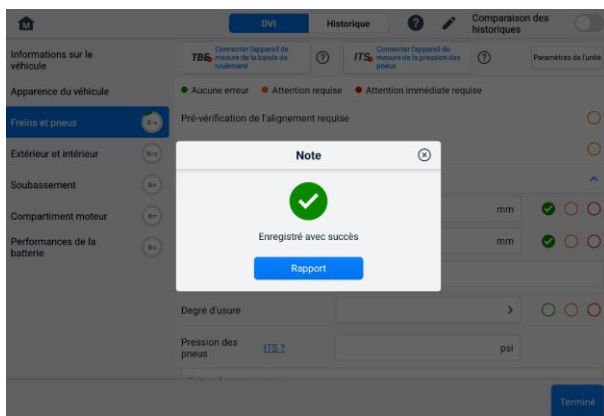 DVI
Historique
Comparaison des
historiques
Informations sur le
véhicule
TBE
Connecter l'appareil de
mesure de la bande de
roulement
ITS
Connecter l'appareil de
mesure de la pression des
pneus
Paramètres de l'unité
Apparence du véhicule
Aucune erreur
Attention requise
Attention immédiate requise
Freins et pneus
Pré-vérification de l'alignement requise
Extérieur et intérieur
Note
Soubassement
Compartiment moteur
mm
Enregistré avec succès
Performances de la
batterie
mm
Rapport
Degré d'usure
Pression des
pneus
ITS ?
psi
Terminé